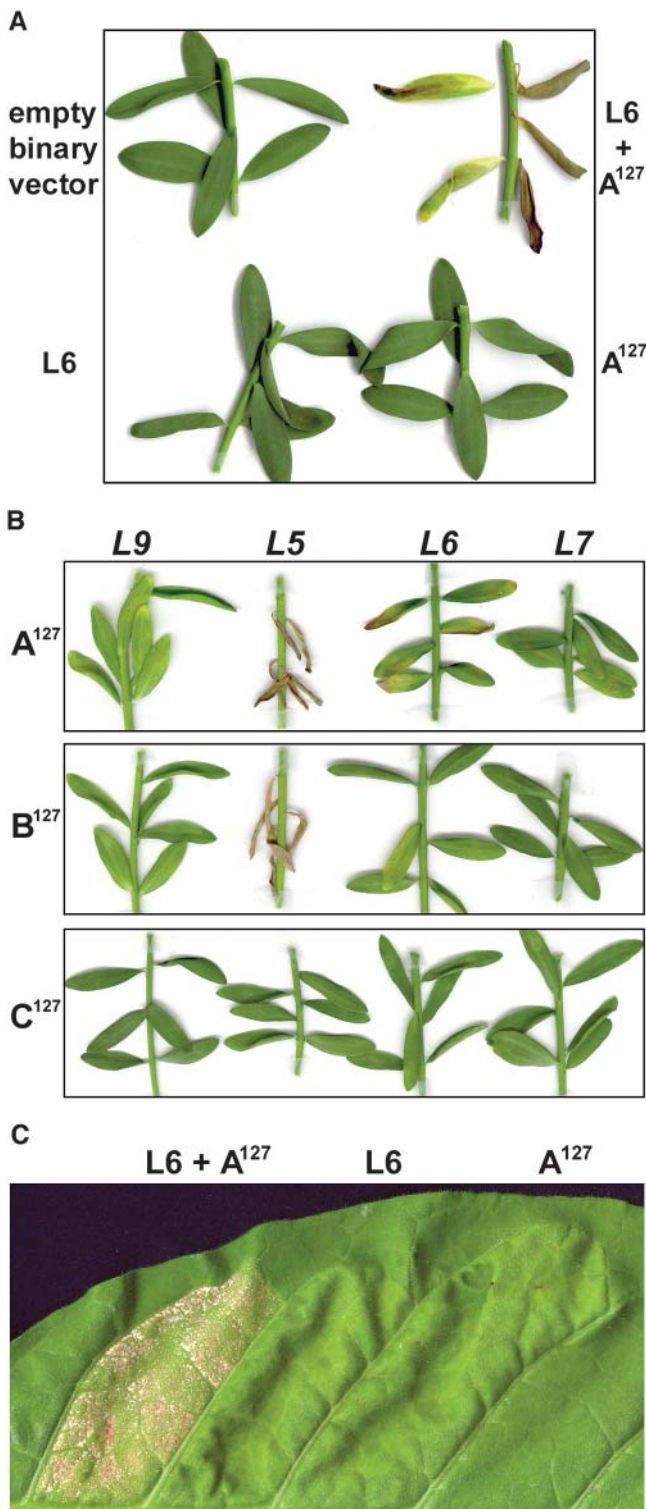 A
empty
binary
vector
L6
+
A¹²⁷
L6
A¹²⁷
B
L9 L5 L6 L7
A¹²⁷
B¹²⁷
C¹²⁷
C
L6 + A¹²⁷ L6 A¹²⁷